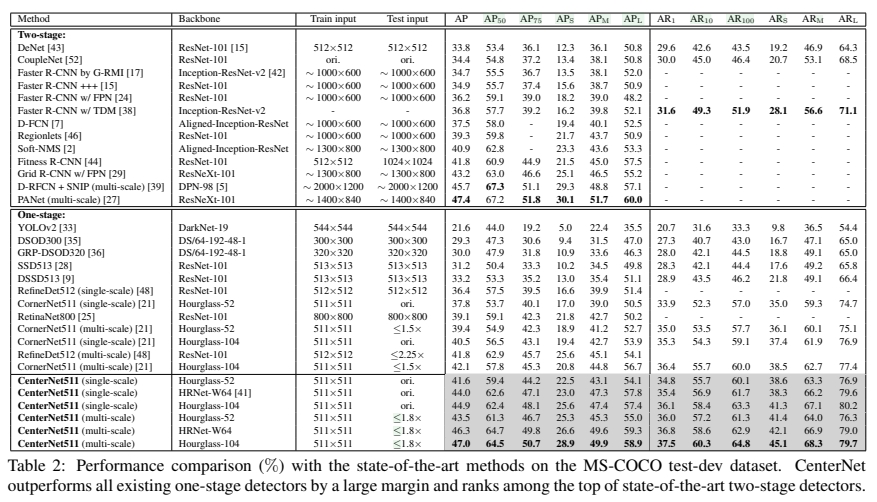 Method Backbone Train input Test input AP AP50 AP75 APS APM APL AR1 AR10 AR100 ARS ARM ARL
Two-stage:
DeNet [43] ResNet-101 [15] 512×512 512×512 33.8 53.4 36.1 12.3 36.1 50.8 29.6 42.6 43.5 19.2 46.9 64.3
CoupleNet [52] ResNet-101 ori. ori. 34.4 54.8 37.2 13.4 38.1 50.8 30.0 45.0 46.4 20.7 53.1 68.5
Faster R-CNN by G-RMI [17] Inception-ResNet-v2 [42] ~ 1000×600 ~ 1000×600 34.7 55.5 36.7 13.5 38.1 52.0 - - - - - -
Faster R-CNN +++ [15] ResNet-101 ~ 1000×600 ~ 1000×600 34.9 55.7 37.4 15.6 38.7 50.9 - - - - - -
Faster R-CNN w/ FPN [24] ResNet-101 ~ 1000×600 ~ 1000×600 36.2 59.1 39.0 18.2 39.0 48.2 - - - - - -
Faster R-CNN w/ TDM [38] Inception-ResNet-v2 - - 36.8 57.7 39.2 16.2 39.8 52.1 31.6 49.3 51.9 28.1 56.6 71.1
D-FCN [7] Aligned-Inception-ResNet ~ 1000×600 ~ 1000×600 37.5 58.0 - 19.4 40.1 52.5 - - - - - -
Regionlets [46] ResNet-101 ~ 1000×600 ~ 1000×600 39.3 59.8 - 21.7 43.7 50.9 - - - - - -
Soft-NMS [2] Aligned-Inception-ResNet ~ 1300×800 ~ 1300×800 40.9 62.8 - 23.3 43.6 53.3 - - - - - -
Fitness R-CNN [44] ResNet-101 512×512 1024×1024 41.8 60.9 44.9 21.5 45.0 57.5 - - - - - -
Grid R-CNN w/ FPN [29] ResNeXt-101 ~ 1300×800 ~ 1300×800 43.2 63.0 46.6 25.1 46.5 55.2 - - - - - -
D-RFCN + SNIP (multi-scale) [39] DPN-98 [5] ~ 2000×1200 ~ 2000×1200 45.7 67.3 51.1 29.3 48.8 57.1 - - - - - -
PANet (multi-scale) [27] ResNeXt-101 ~ 1400×840 ~ 1400×840 47.4 67.2 51.8 30.1 51.7 60.0 - - - - - -
One-stage:
YOLOv2 [33] DarkNet-19 544×544 544×544 21.6 44.0 19.2 5.0 22.4 35.5 20.7 31.6 33.3 9.8 36.5 54.4
DSOD300 [35] DS/64-192-48-1 300×300 300×300 29.3 47.3 30.6 9.4 31.5 47.0 27.3 40.7 43.0 16.7 47.1 65.0
GRP-DSOD320 [36] DS/64-192-48-1 320×320 320×320 30.0 47.9 31.8 10.9 33.6 46.3 28.0 42.1 44.5 18.8 49.1 65.0
SSD513 [28] ResNet-101 513×513 513×513 31.2 50.4 33.3 10.2 34.5 49.8 28.3 42.1 44.4 17.6 49.2 65.8
DSSD513 [9] ResNet-101 513×513 513×513 33.2 53.3 35.2 13.0 35.4 51.1 28.9 43.5 46.2 21.8 49.1 66.4
RefineDet512 (single-scale) [48] ResNet-101 512×512 512×512 36.4 57.5 39.5 16.6 39.9 51.4 - - - - - -
CornerNet511 (single-scale) [21] Hourglass-52 511×511 ori. 37.8 53.7 40.1 17.0 39.0 50.5 33.9 52.3 57.0 35.0 59.3 74.7
RetinaNet800 [25] ResNet-101 800×800 800×800 39.1 59.1 42.3 21.8 42.7 50.2 - - - - - -
CornerNet511 (multi-scale) [21] Hourglass-52 511×511 ≤1.5× 39.4 54.9 42.3 18.9 41.2 52.7 35.0 53.5 57.7 36.1 60.1 75.1
CornerNet511 (single-scale) [21] Hourglass-104 511×511 ori. 40.5 56.5 43.1 19.4 42.7 53.9 35.3 54.3 59.1 37.4 61.9 76.9
RefineDet512 (multi-scale) [48] ResNet-101 512×512 ≤2.25× 41.8 62.9 45.7 25.6 45.1 54.1 - - - - - -
CornerNet511 (multi-scale) [21] Hourglass-104 511×511 ≤1.5× 42.1 57.8 45.3 20.8 44.8 56.7 36.4 55.7 60.0 38.5 62.7 77.4
CenterNet511 (single-scale) Hourglass-52 511×511 ori. 41.6 59.4 44.2 22.5 43.1 54.1 34.8 55.7 60.1 38.6 63.3 76.9
CenterNet511 (single-scale) HRNet-W64 [41] 511×511 ori. 44.0 62.6 47.1 23.0 47.3 57.8 35.4 56.9 61.7 38.3 66.2 79.6
CenterNet511 (single-scale) Hourglass-104 511×511 ori. 44.9 62.4 48.1 25.6 47.4 57.4 36.1 58.4 63.3 41.3 67.1 80.2
CenterNet511 (multi-scale) Hourglass-52 511×511 ≤1.8× 43.5 61.3 46.7 25.3 45.3 55.0 36.0 57.2 61.3 41.4 64.0 76.3
CenterNet511 (multi-scale) HRNet-W64 511×511 ≤1.8× 46.3 64.7 49.8 26.6 49.6 59.3 36.8 58.6 62.9 42.1 66.9 79.0
CenterNet511 (multi-scale) Hourglass-104 511×511 ≤1.8× 47.0 64.5 50.7 28.9 49.9 58.9 37.5 60.3 64.8 45.1 68.3 79.7
Table 2: Performance comparison (%) with the state-of-the-art methods on the MS-COCO test-dev dataset. CenterNet
outperforms all existing one-stage detectors by a large margin and ranks among the top of state-of-the-art two-stage detectors.